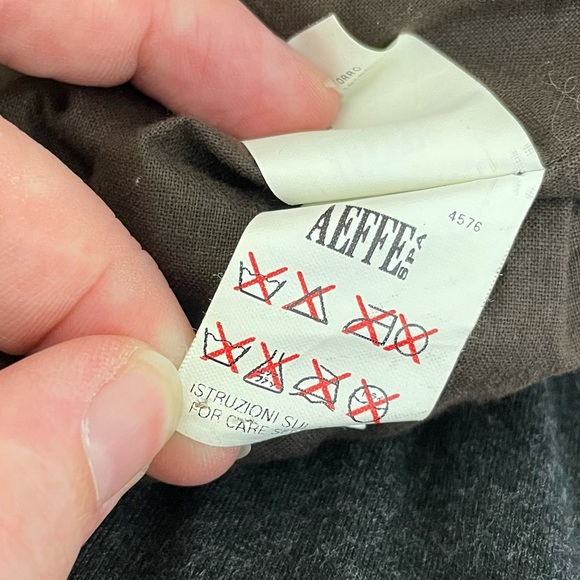 AEFFE SPA
4576
ISTRUZIONI SU
FOR CARE